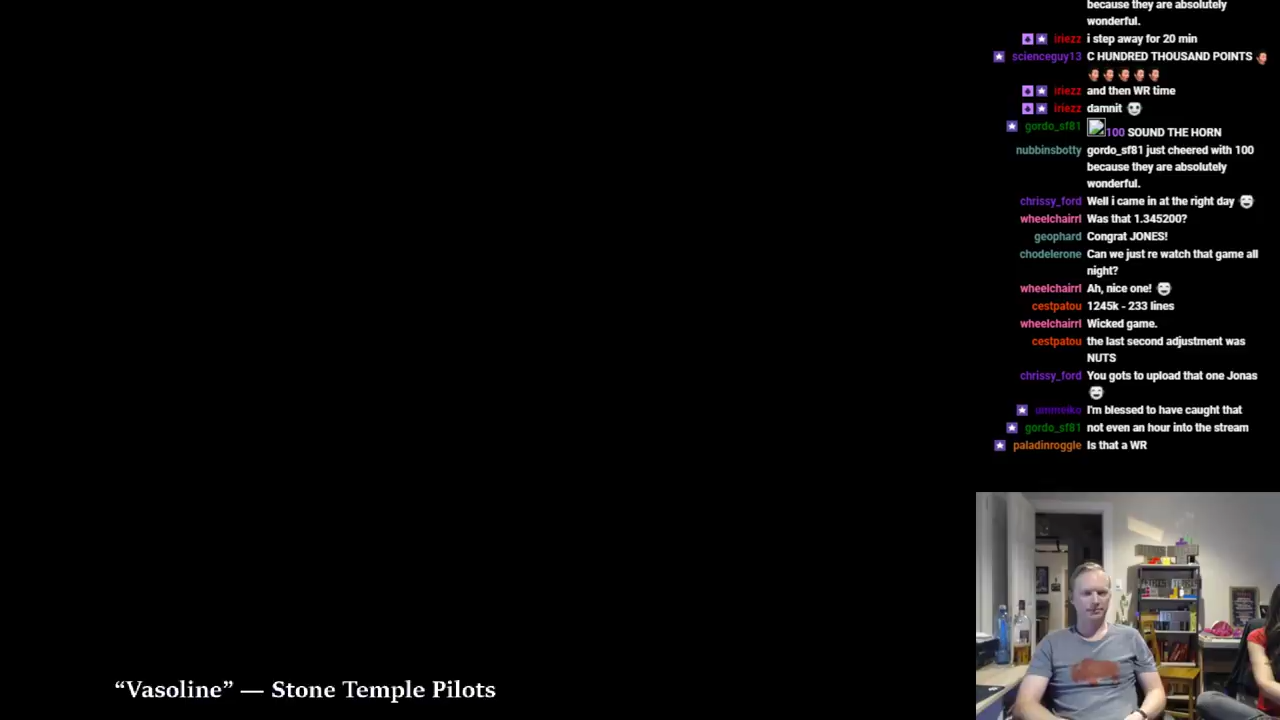 because they are absolutely
wonderful.
iriezz i step away for 20 min
scienceguy13 C HUNDRED THOUSAND POINTS
iriezz and then WR time
iriezz damnit
gordo_sf81 100 SOUND THE HORN
nubbinsbotty gordo_sf81 just cheered with 100
because they are absolutely
wonderful.
chrissy_ford Well i came in at the right day
wheelchairrl Was that 1.345200?
geophard Congrat JONES!
chodelerone Can we just re watch that game all
night?
wheelchairrl Ah, nice one!
cestpatou 1245k - 233 lines
wheelchairrl Wicked game.
cestpatou the last second adjustment was
NUTS
chrissy_ford You gots to upload that one Jonas
ummeiko I'm blessed to have caught that
gordo_sf81 not even an hour into the stream
paladinroggle Is that a WR
“Vasoline” — Stone Temple Pilots